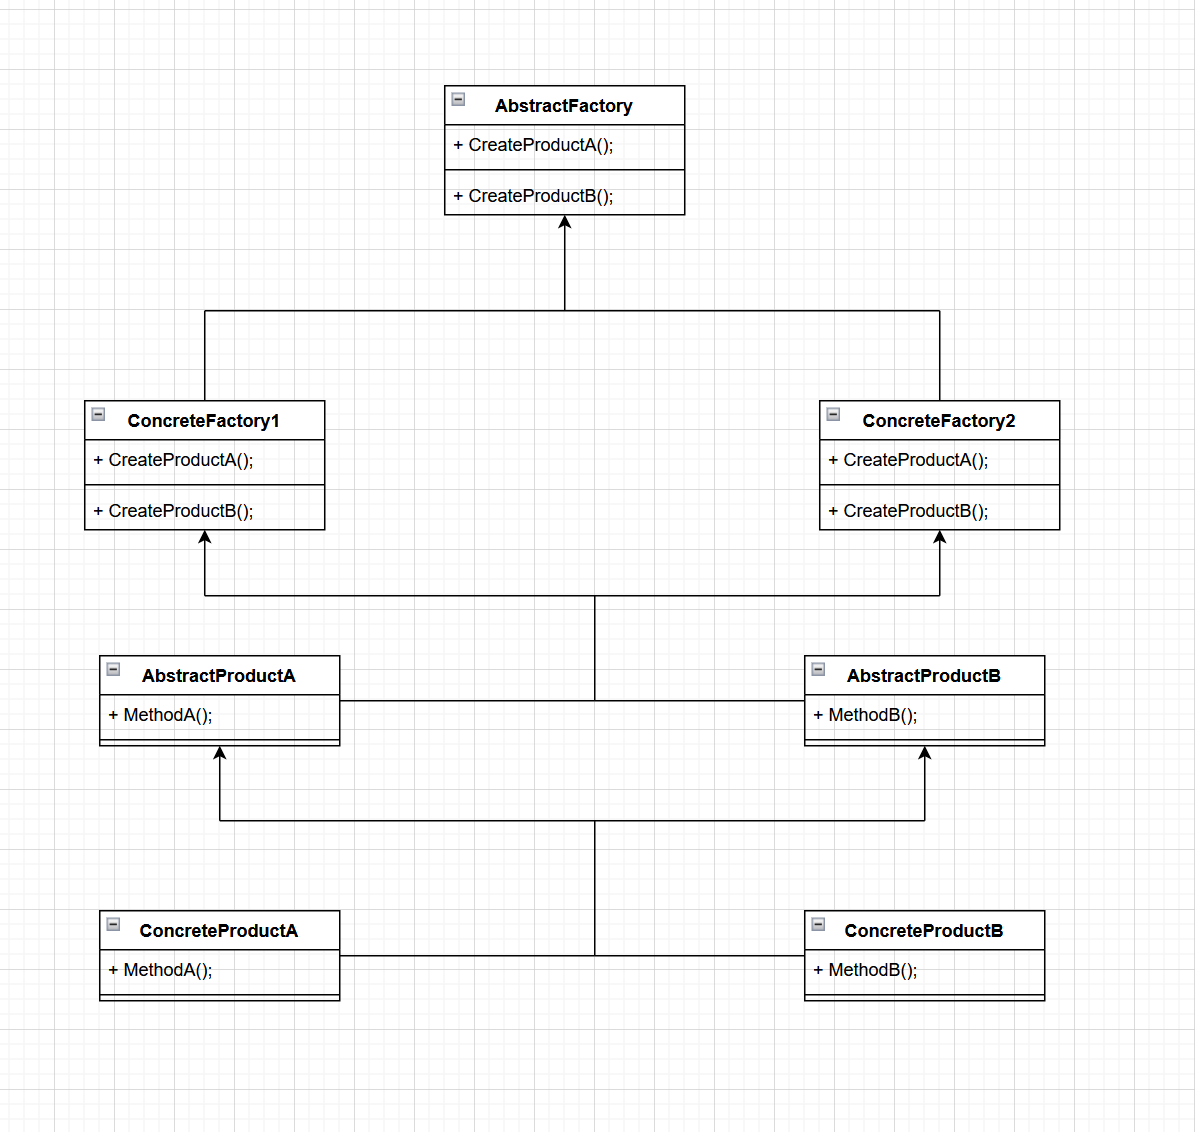 AbstractFactory
+ CreateProductA();
+ CreateProductB();
ConcreteFactory1
+ CreateProductA();
+ CreateProductB();
ConcreteFactory2
+ CreateProductA();
+ CreateProductB();
AbstractProductA
+ MethodA();
AbstractProductB
+ MethodB();
ConcreteProductA
+ MethodA();
ConcreteProductB
+ MethodB();